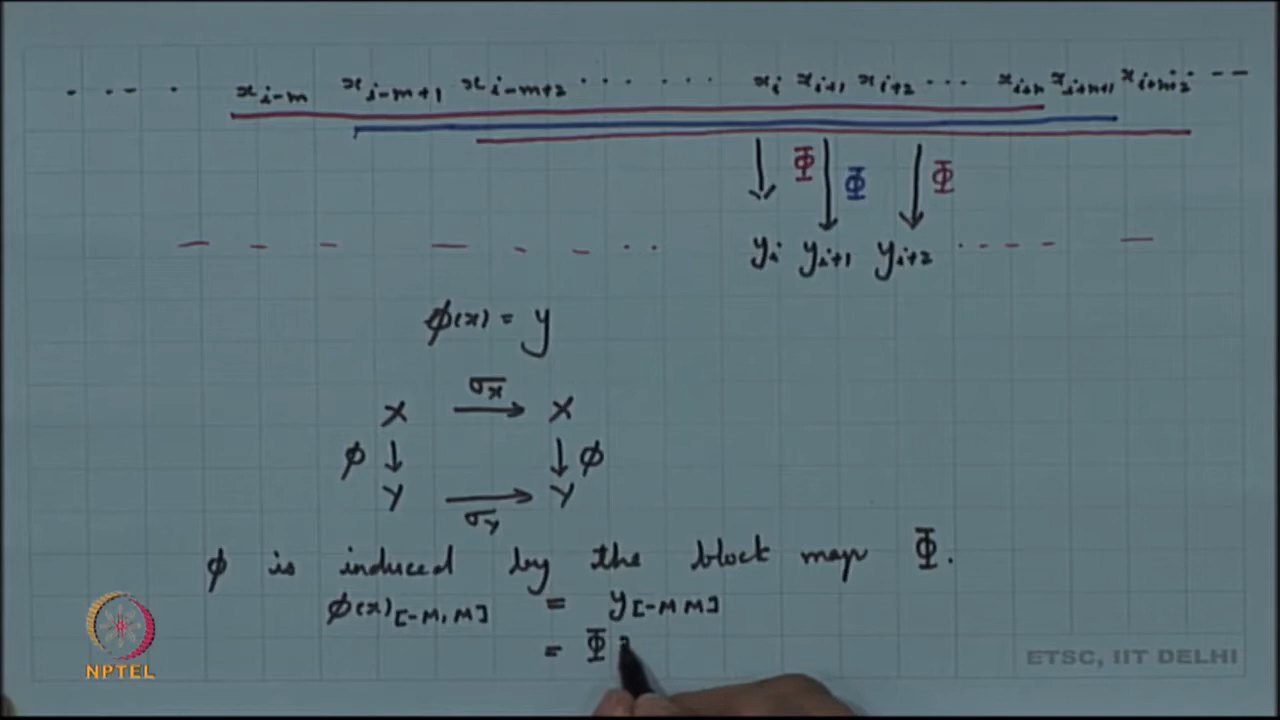 ---- x_{i-m} x_{i-m+1} x_{i-m+2} ...... x_i x_{i+1} x_{i+2} ... x_{i+n} x_{i+n+1} x_{i+n+2} ---
Φ Φ Φ
y_i y_{i+1} y_{i+2}
ϕ(x) = y
σ_X
X → X
ϕ ↓ ↓ ϕ
Y → Y
σ_Y
ϕ is induced by the block map Φ.
ϕ(x)_{[-M, M]} = y_{[-M M]}
= Φ
NPTEL
ETSC, IIT DELHI